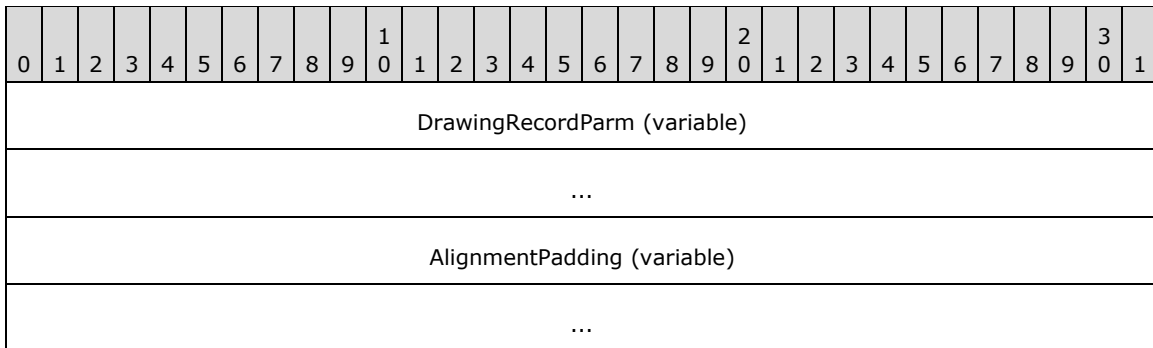 0 1 2 3 4 5 6 7 8 9 1 0 1 2 3 4 5 6 7 8 9 2 0 1 2 3 4 5 6 7 8 9 3 0 1
DrawingRecordParm (variable)
...
AlignmentPadding (variable)
...